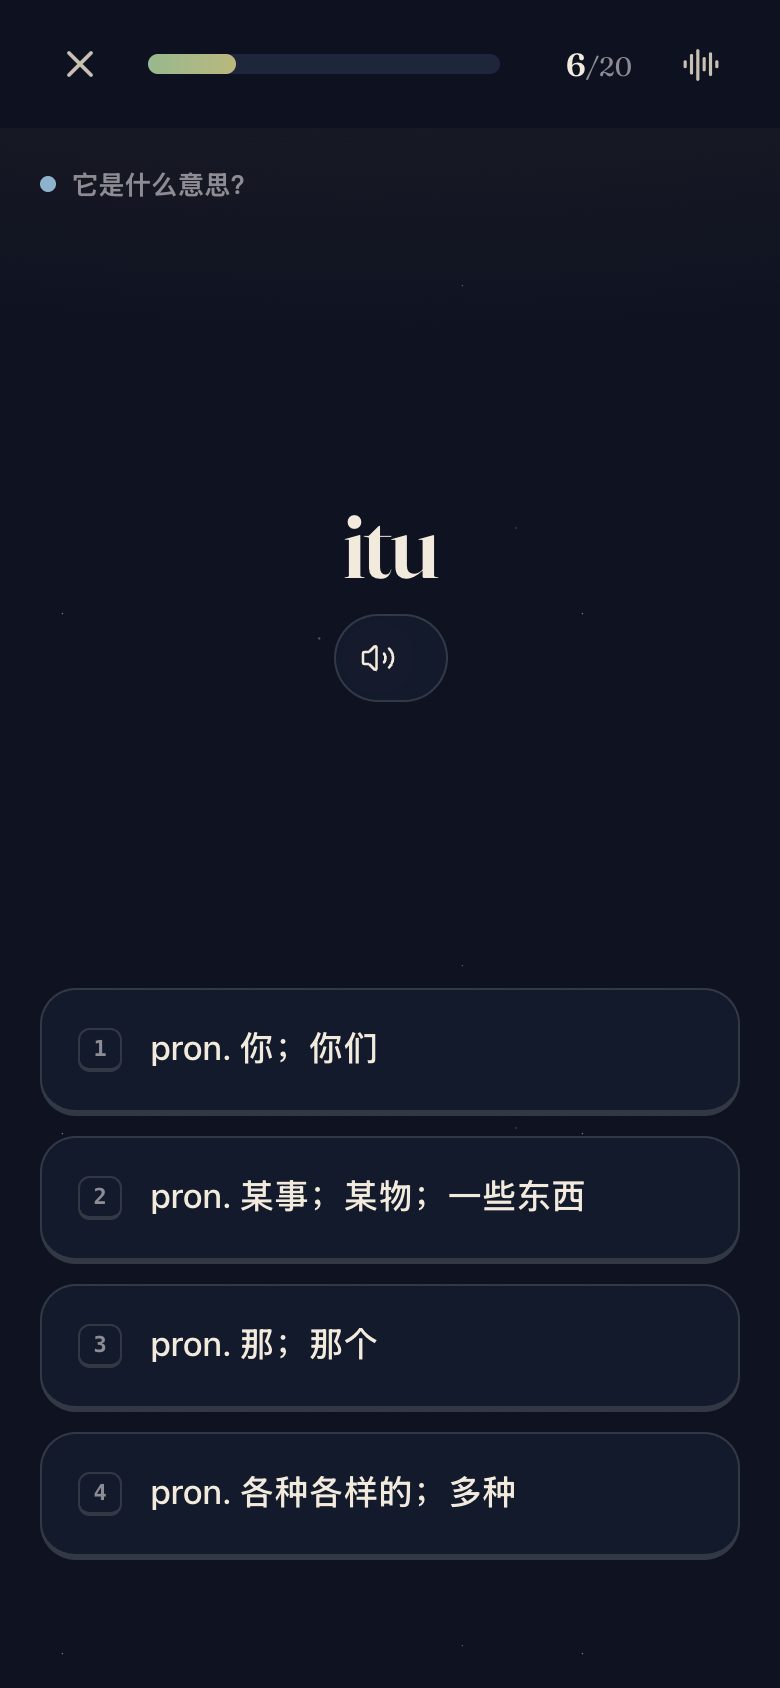 6/20
它是什么意思?
itu
1 pron. 你；你们
2 pron. 某事；某物；一些东西
3 pron. 那；那个
4 pron. 各种各样的；多种